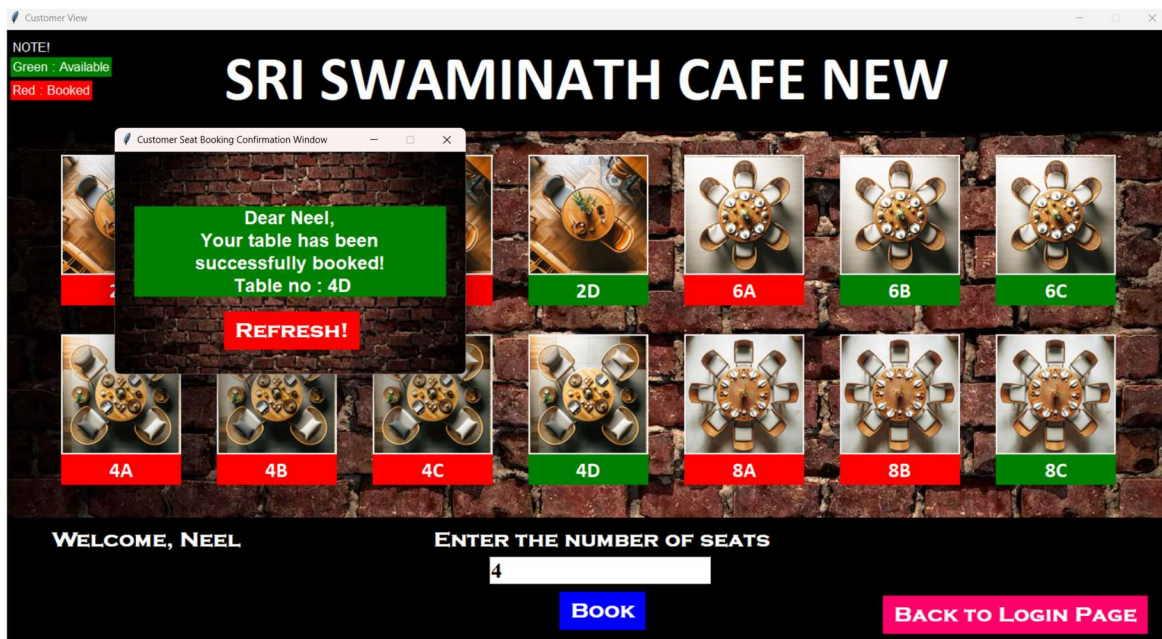 Customer View
NOTE!
Green : Available
Red : Booked
SRI SWAMINATH CAFE NEW
Customer Seat Booking Confirmation Window
Dear Neel,
Your table has been
successfully booked!
Table no : 4D
REFRESH!
2D
6A
6B
6C
4A
4B
4C
4D
8A
8B
8C
WELCOME, NEEL
ENTER THE NUMBER OF SEATS
4
BOOK
BACK TO LOGIN PAGE